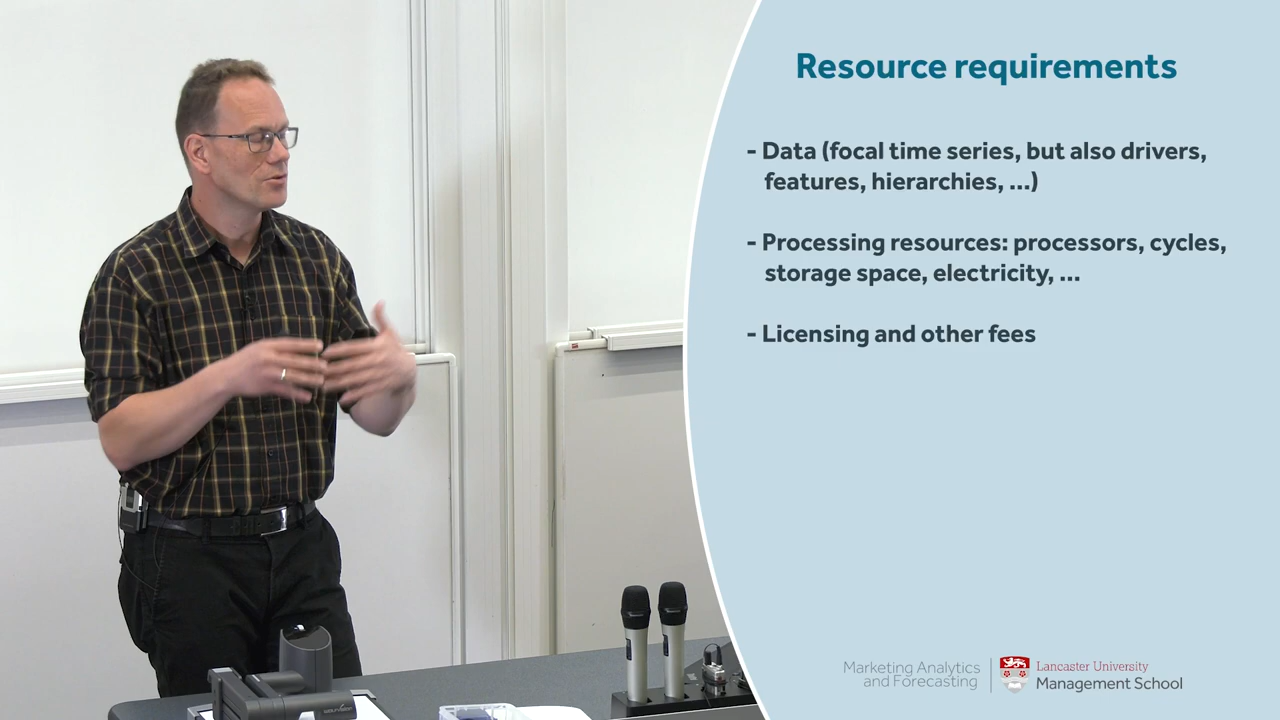 Resource requirements
- Data (focal time series, but also drivers,
features, hierarchies, ...)
- Processing resources: processors, cycles,
storage space, electricity, ...
- Licensing and other fees
Marketing Analytics
and Forecasting
Lancaster University
Management School